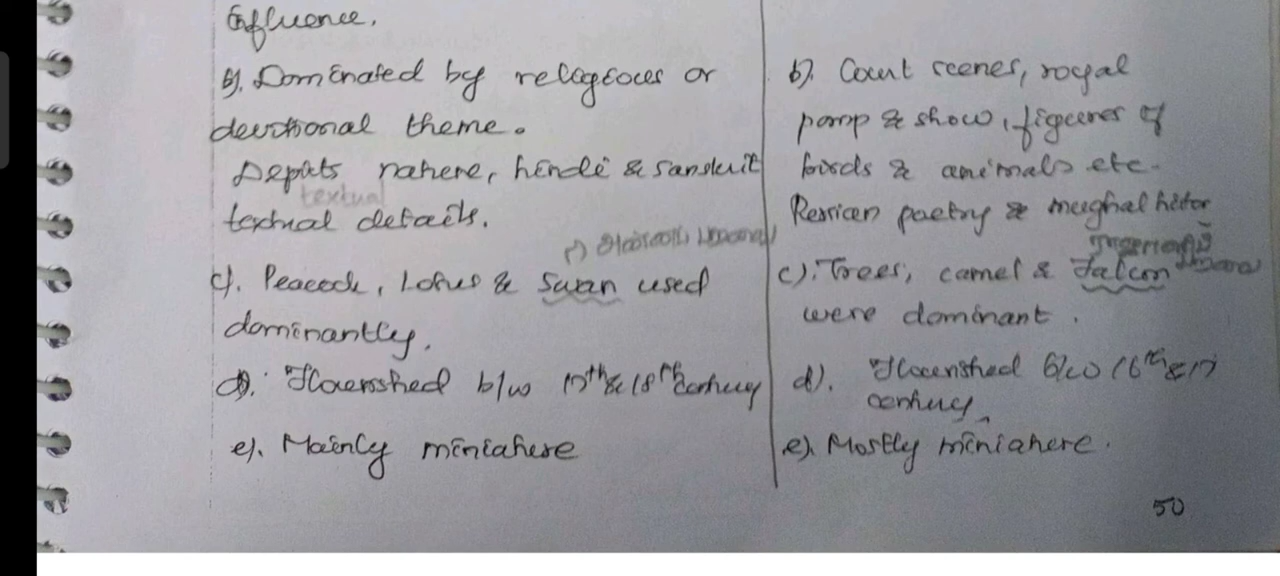 influence.
b). Dominated by religious or
devotional theme.
Depicts nature, hindi & sanskrit
textual
textual details.
c). Peacock, Lotus & Swan used
dominantly.
d). Flourished b/w 17th & 18th century
e). Mainly miniature
b). Court scenes, royal
pomp & show, figures of
birds & animals etc.
Persian poetry & mughal histor
c). Trees, camel & Falcon
were dominant.
d). Flourished b/w 16th & 17
century
e). Mostly miniature.
50